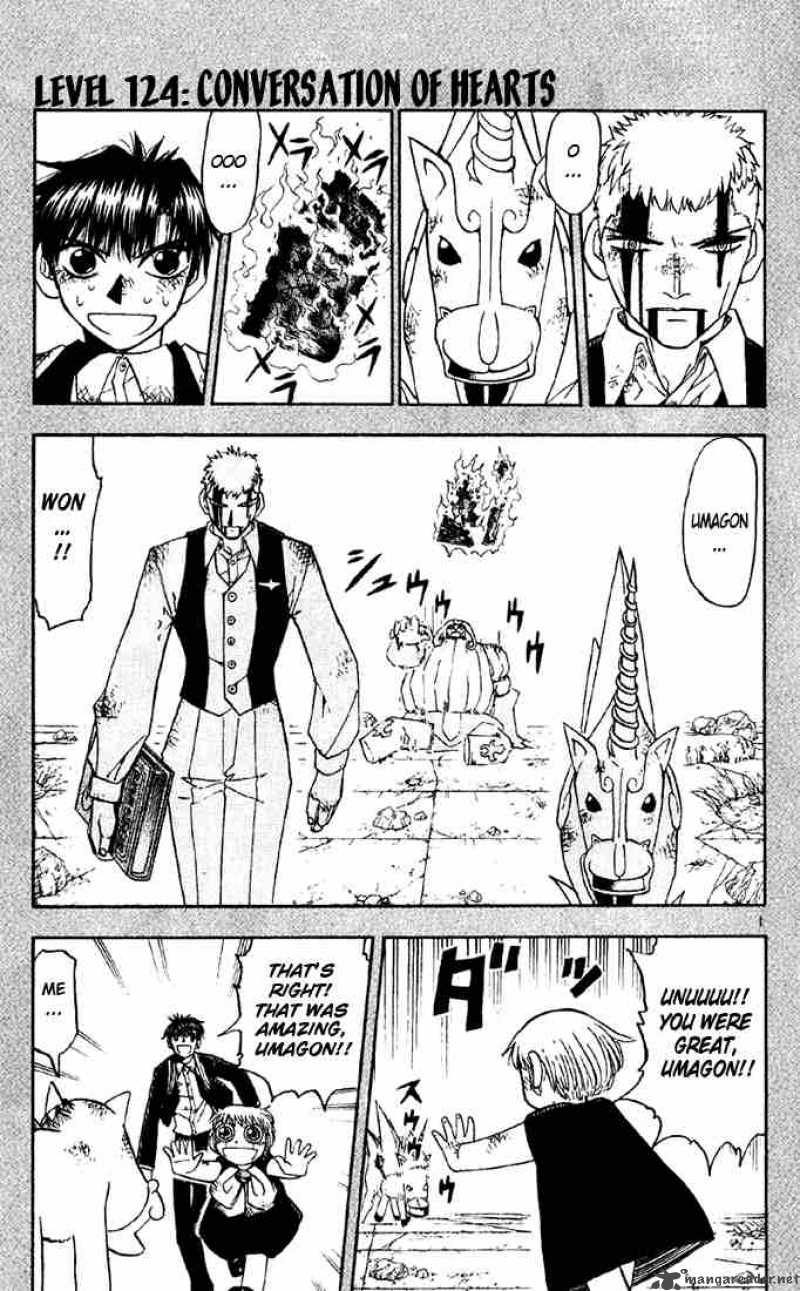 LEVEL 124: CONVERSATION OF HEARTS
O
...
OOO
...
メラ
メラ
メラ
メラ
UMAGON
...
WON
...
!!
ジュウウウウ
1
UNUUUU!!
YOU WERE
GREAT,
UMAGON!!
ダッ
スゥ
THAT'S
RIGHT!
THAT WAS
AMAZING,
UMAGON!!
ME
...
mangareader.net